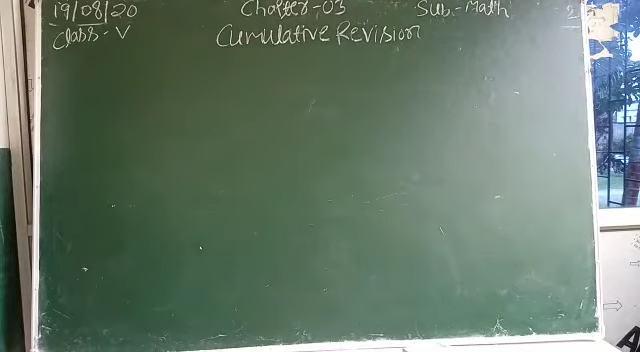 19/08/20 Chapter-03 Sub.-Math
Class-V Cumulative Revision